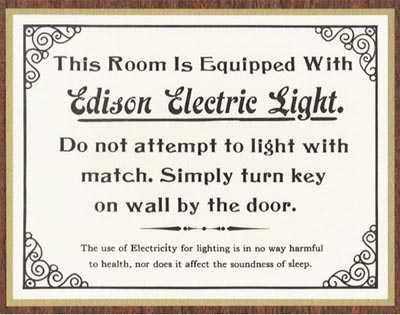 This Room Is Equipped With
Edison Electric Light.
Do not attempt to light with
match. Simply turn key
on wall by the door.
The use of Electricity for lighting is in no way harmful
to health, nor does it affect the soundness of sleep.